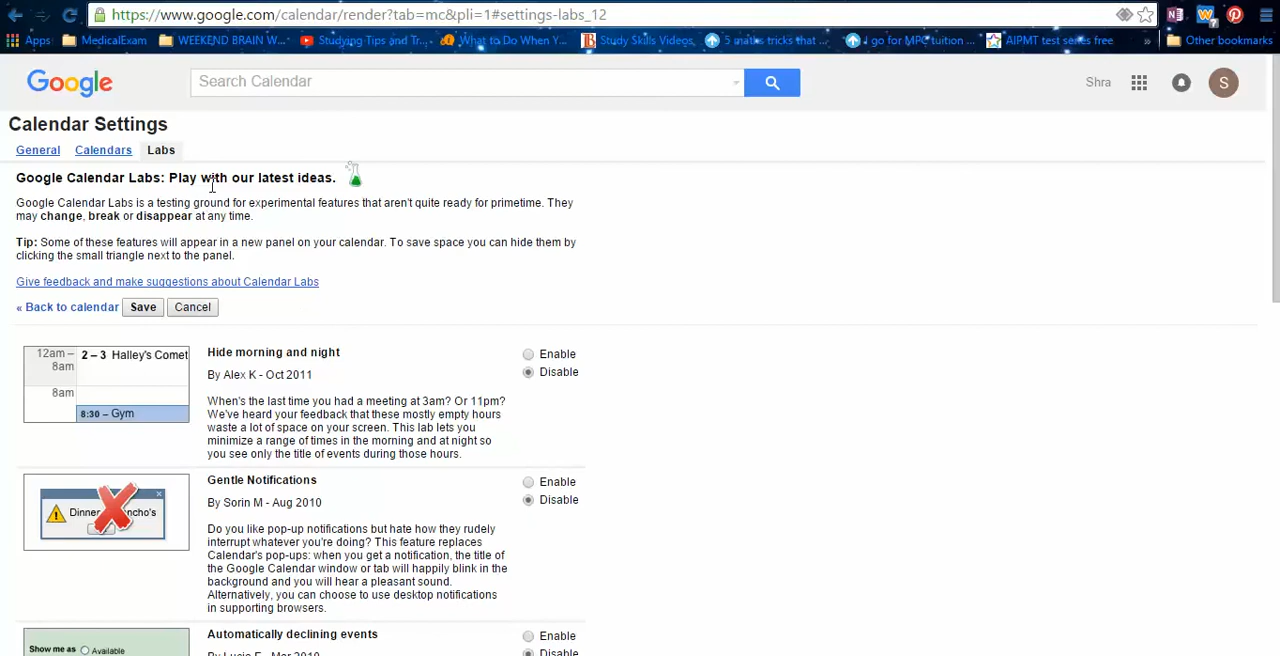 https://www.google.com/calendar/render?tab=mc&pli=1#settings-labs_12
Apps MedicalExam WEEKEND BRAIN W... Studying Tips and Tr... What to Do When Y... Study Skills Videos 5 maths tricks that ... I go for MPC tuition ... AIPMT test series free » Other bookmarks
Google Search Calendar Shra S
Calendar Settings
General Calendars Labs
Google Calendar Labs: Play with our latest ideas.
Google Calendar Labs is a testing ground for experimental features that aren't quite ready for primetime. They
may change, break or disappear at any time.
Tip: Some of these features will appear in a new panel on your calendar. To save space you can hide them by
clicking the small triangle next to the panel.
Give feedback and make suggestions about Calendar Labs
« Back to calendar Save Cancel
12am – 2 – 3 Halley's Comet
8am
8am
8:30 – Gym
Hide morning and night
By Alex K - Oct 2011
When's the last time you had a meeting at 3am? Or 11pm?
We've heard your feedback that these mostly empty hours
waste a lot of space on your screen. This lab lets you
minimize a range of times in the morning and at night so
you see only the title of events during those hours.
Enable
Disable
Gentle Notifications
By Sorin M - Aug 2010
Do you like pop-up notifications but hate how they rudely
interrupt whatever you're doing? This feature replaces
Calendar's pop-ups: when you get a notification, the title of
the Google Calendar window or tab will happily blink in the
background and you will hear a pleasant sound.
Alternatively, you can choose to use desktop notifications
in supporting browsers.
Enable
Disable
Automatically declining events
Enable
Disable
Show me as Available